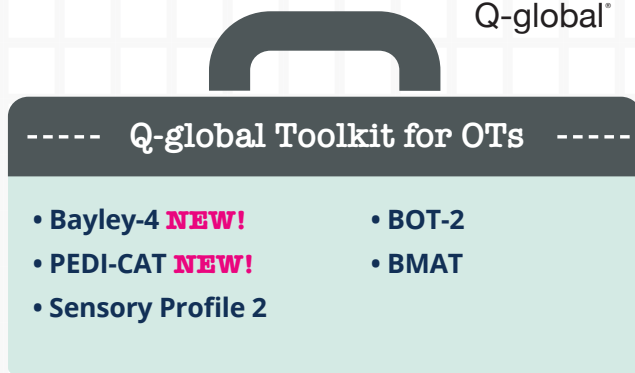 Q-global®
----- Q-global Toolkit for OTs -----
• Bayley-4 NEW!
• PEDI-CAT NEW!
• Sensory Profile 2
• BOT-2
• BMAT